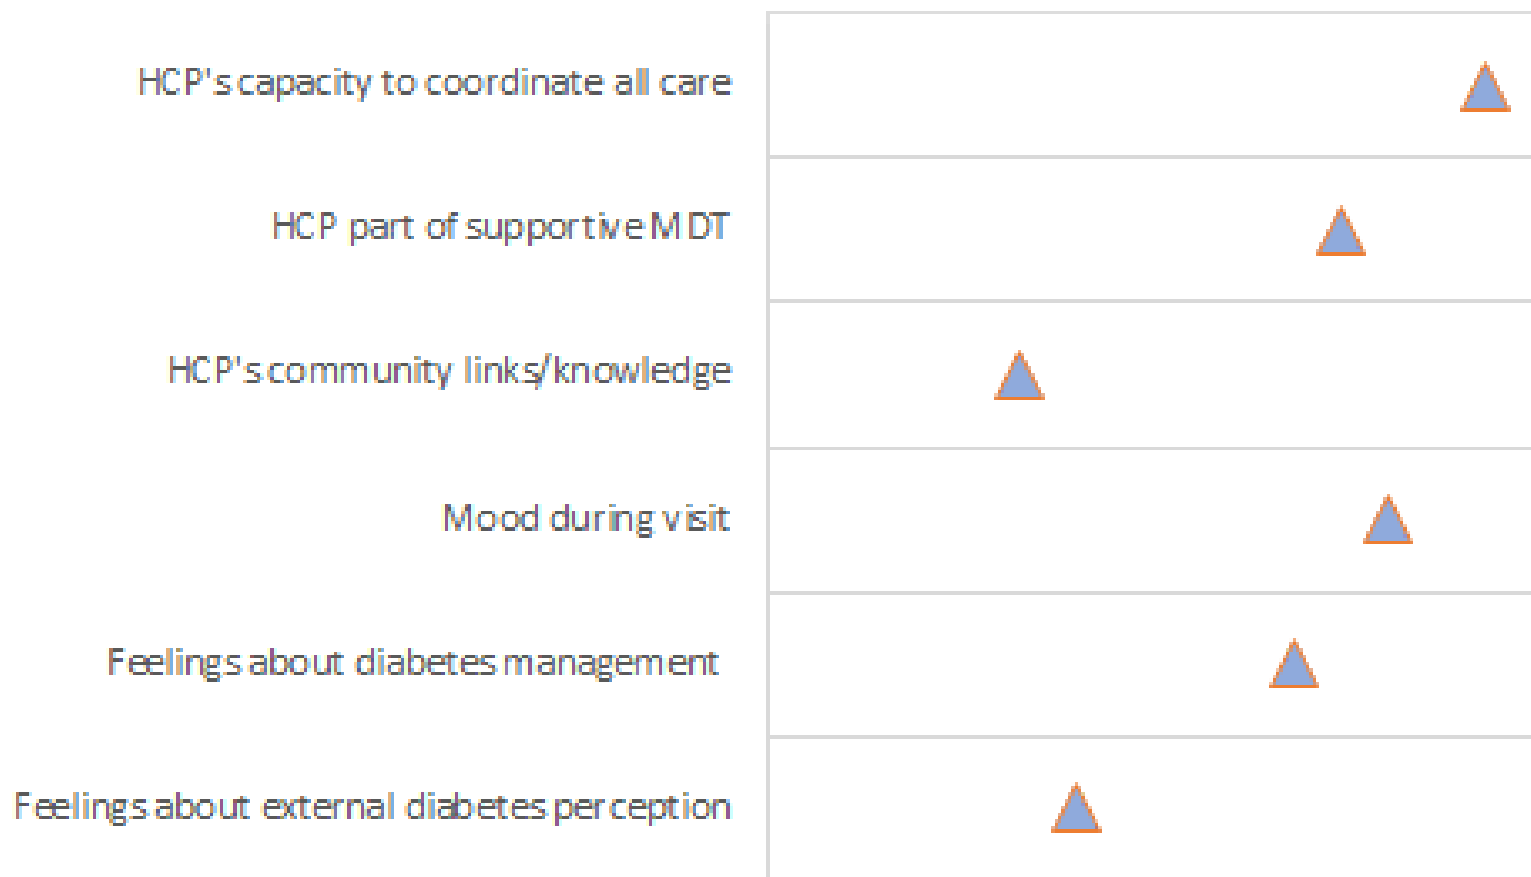 HCP's capacity to coordinate all care
HCP part of supportive MDT
HCP's community links/knowledge
Mood during visit
Feelings about diabetes management
Feelings about external diabetes perception